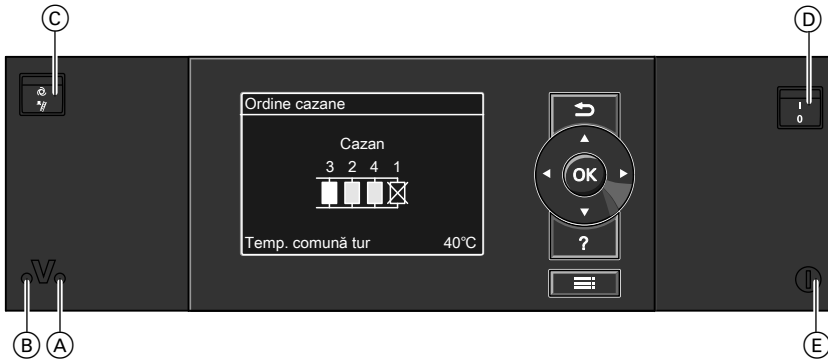 C
D
Ordine cazane
Cazan
3 2 4 1
Temp. comună tur 40°C
OK
?
I
0
V
B
A
E